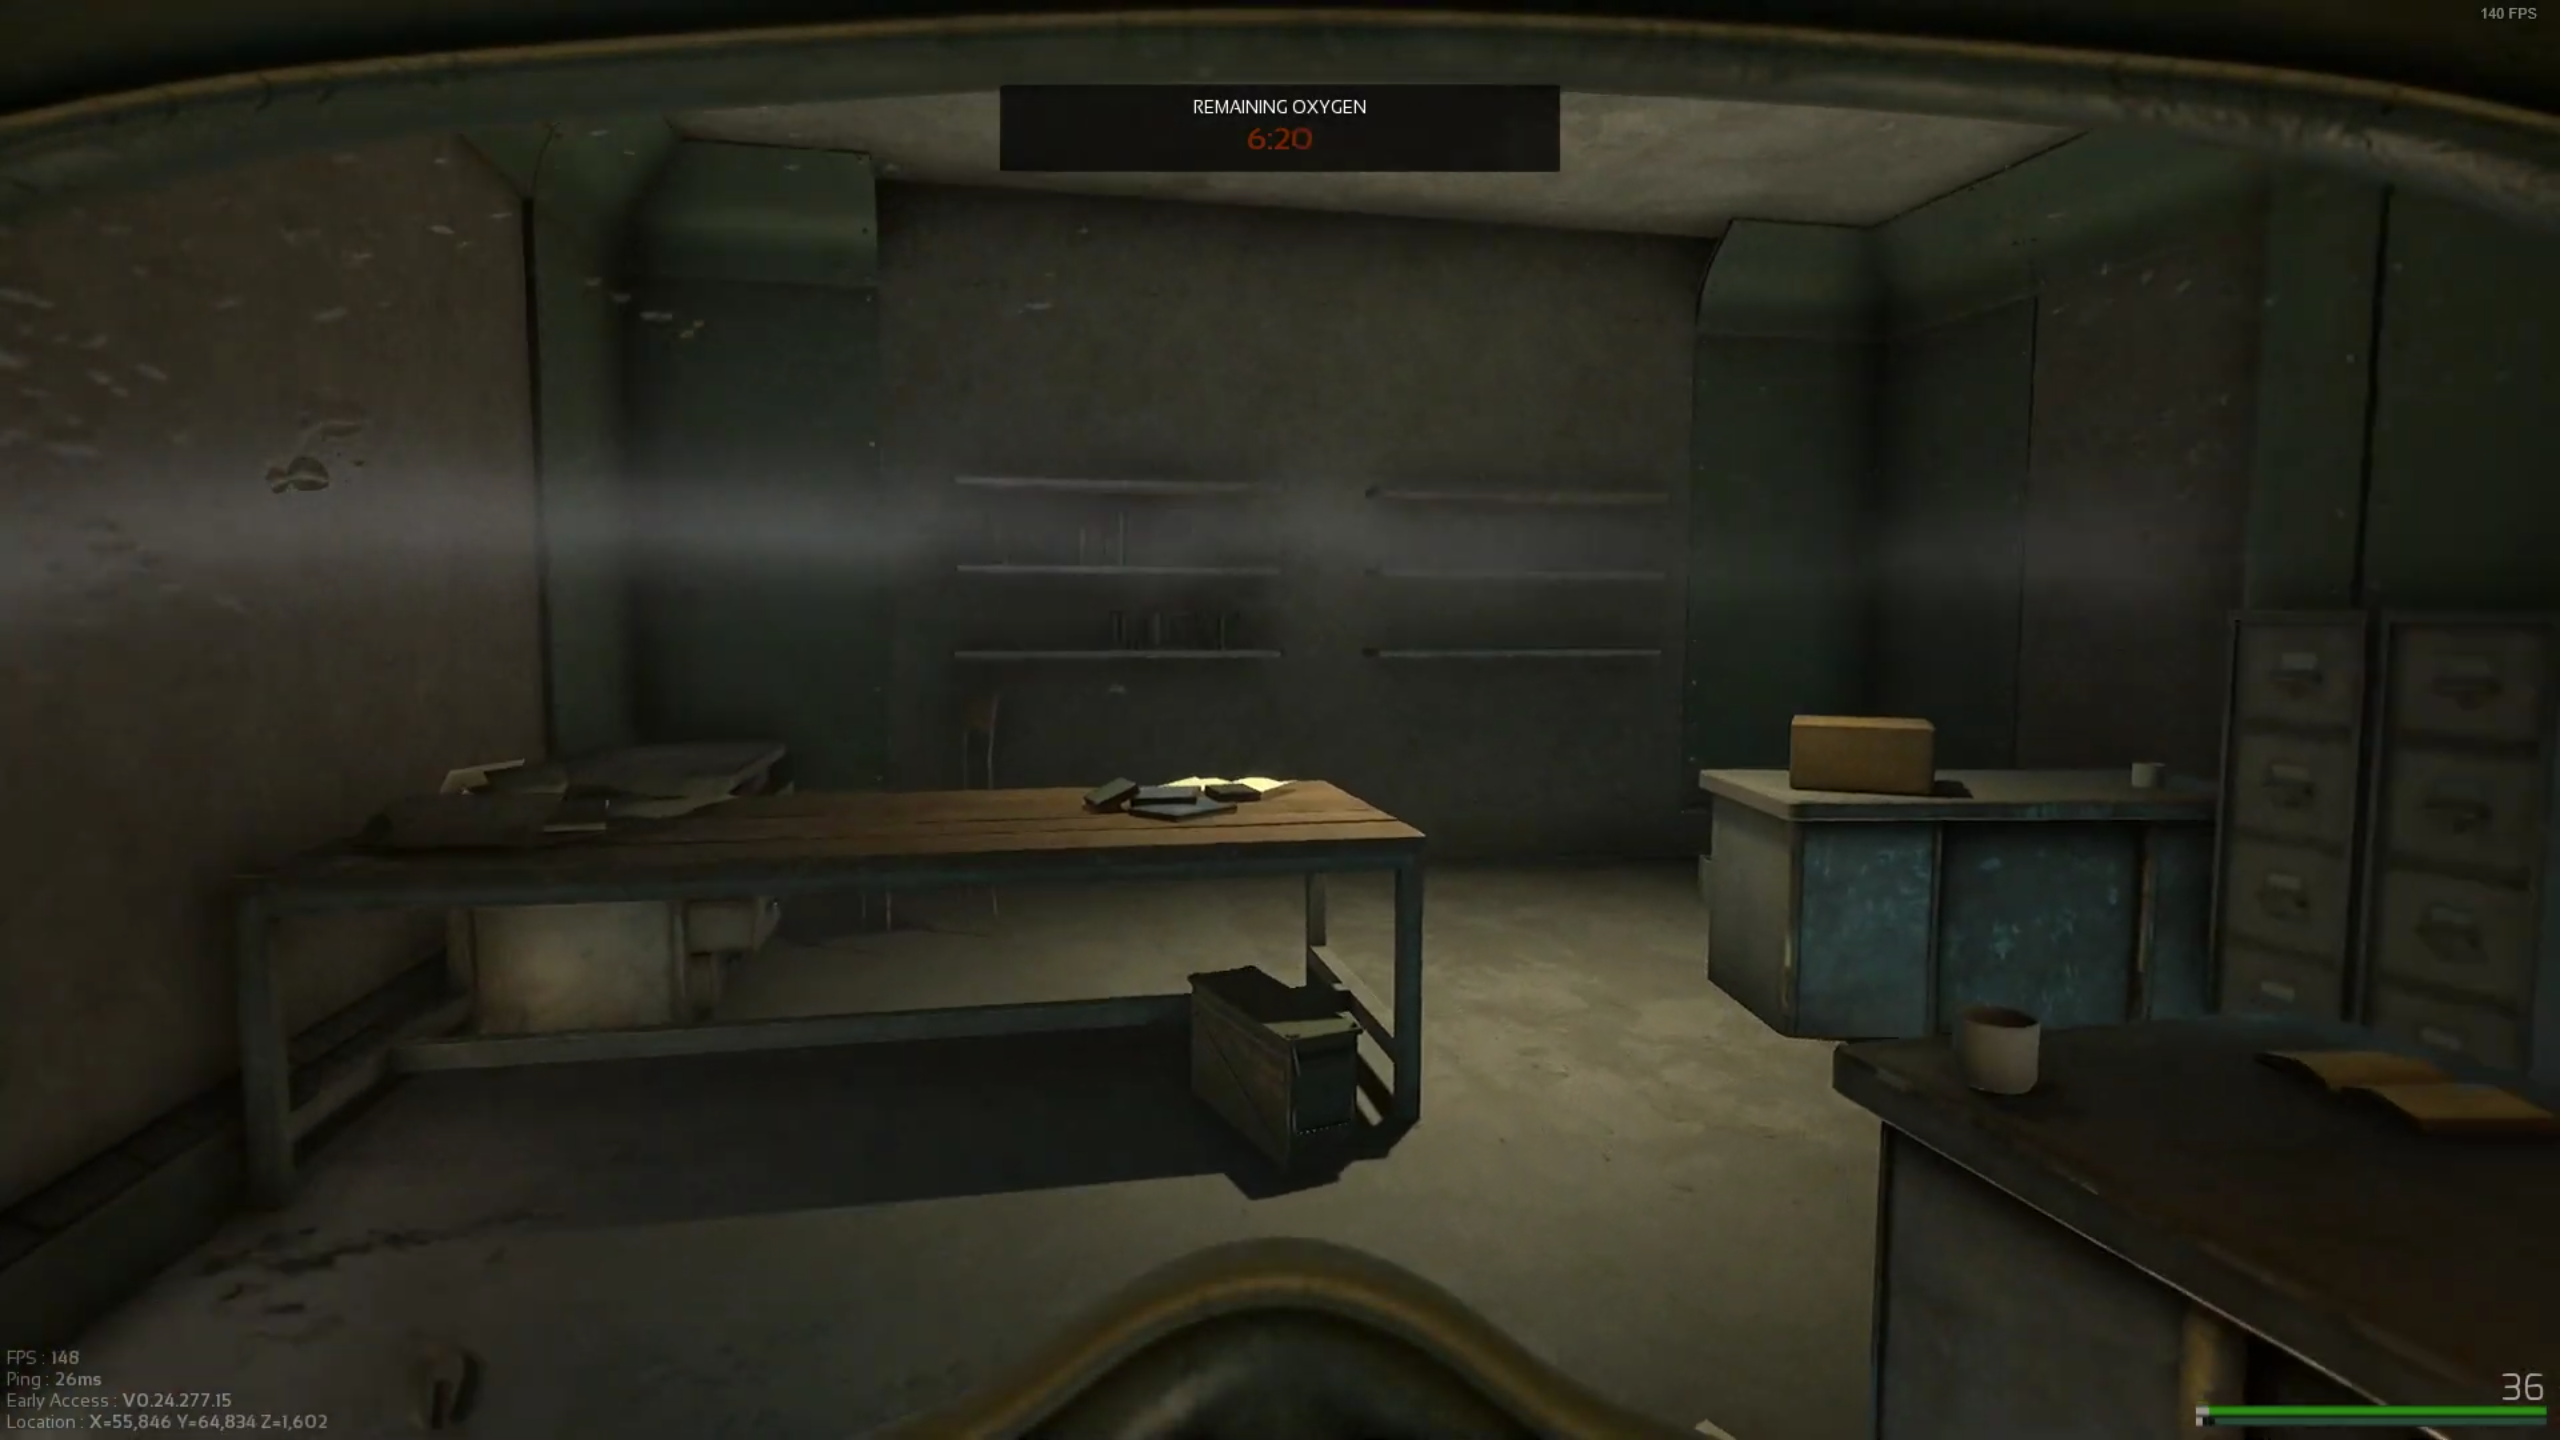 140 FPS
REMAINING OXYGEN
6:20
FPS : 148
Ping : 26ms
Early Access : V0.24.277.15
Location : X=55,846 Y=64,834 Z=1,602
36